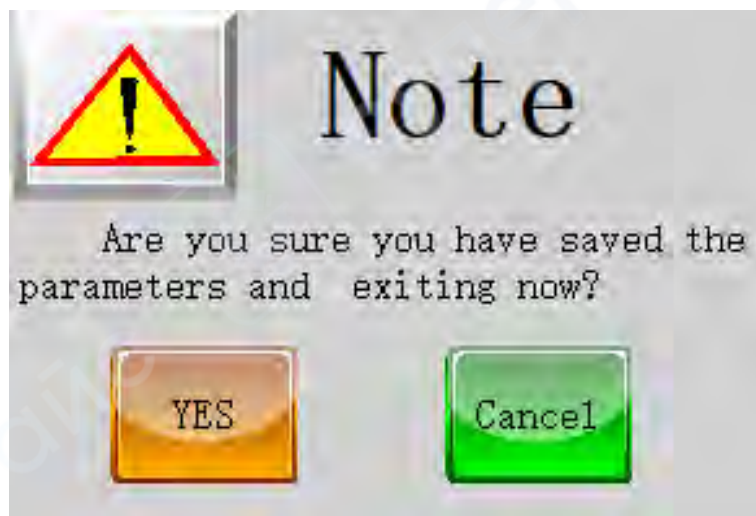 Note
Are you sure you have saved the
parameters and exiting now?
YES
Cancel